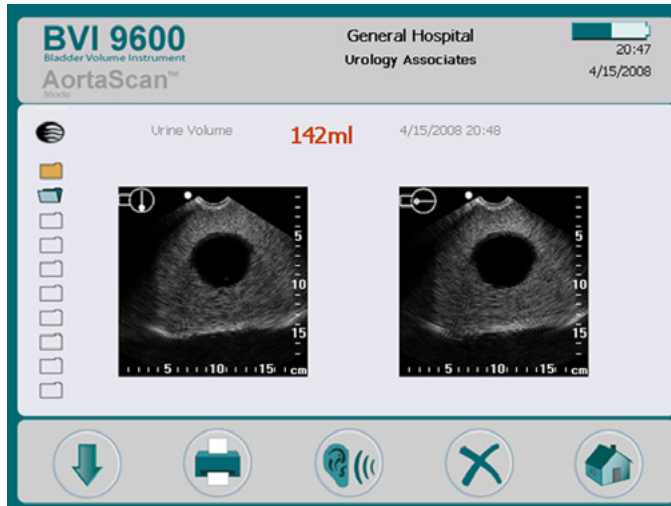 BVI 9600
Bladder Volume Instrument
AortaScan™
Mode
General Hospital
Urology Associates
20:47
4/15/2008
Urine Volume
142ml
4/15/2008 20:48
5
10
15
5 10 15 cm
5
10
15
5 10 15 cm